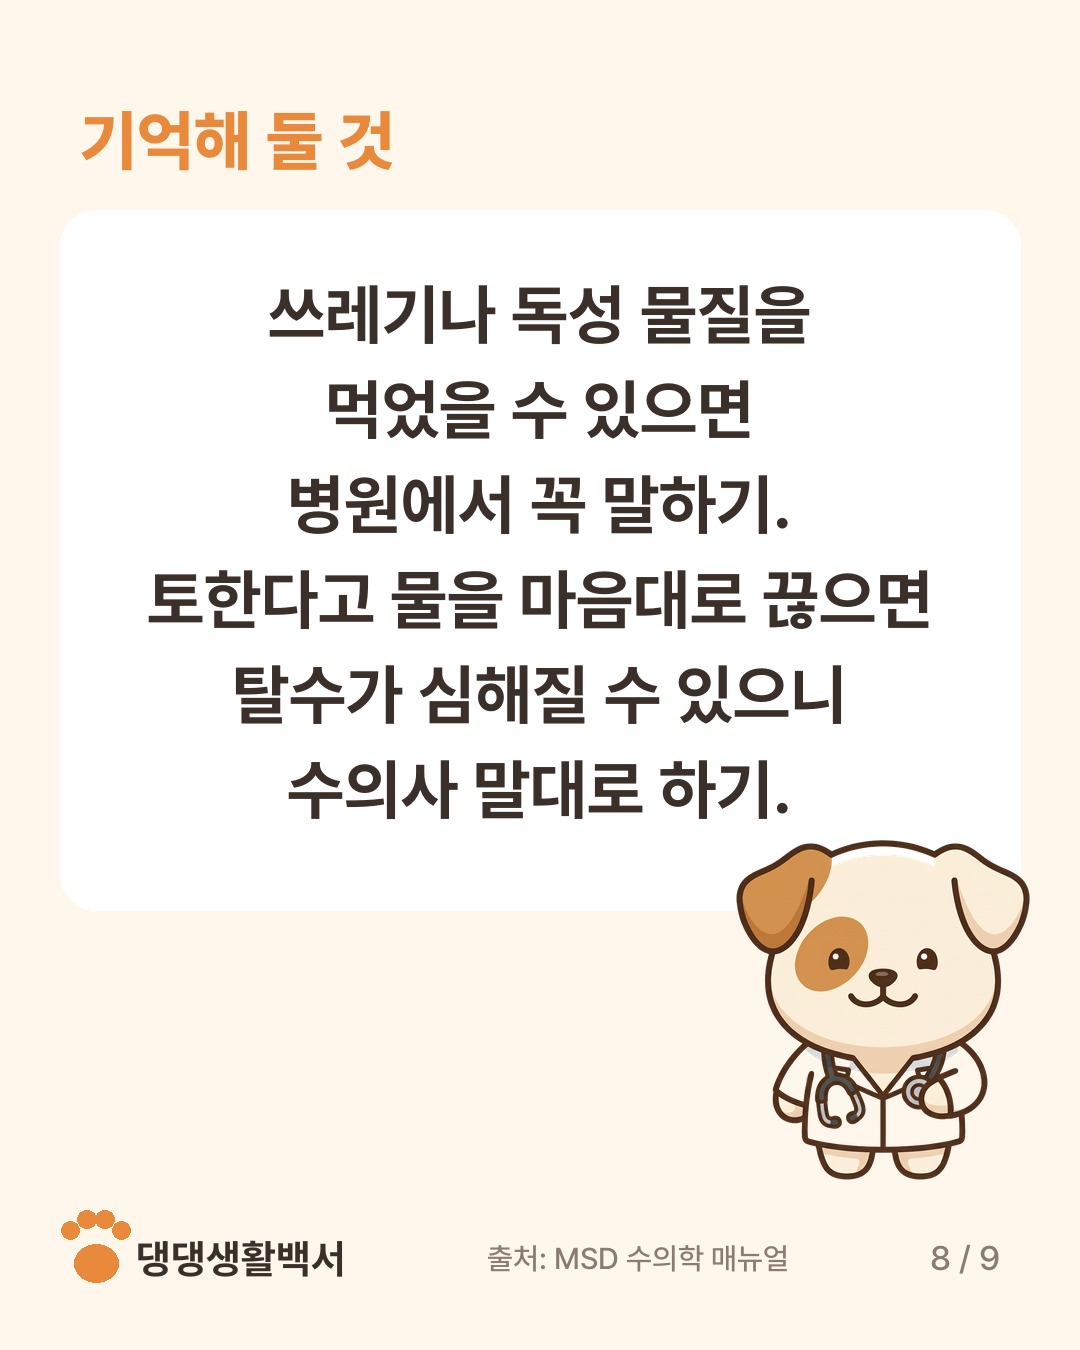 기억해 둘 것
쓰레기나 독성 물질을
먹었을 수 있으면
병원에서 꼭 말하기.
토한다고 물을 마음대로 끊으면
탈수가 심해질 수 있으니
수의사 말대로 하기.
댕댕생활백서
출처: MSD 수의학 매뉴얼
8 / 9